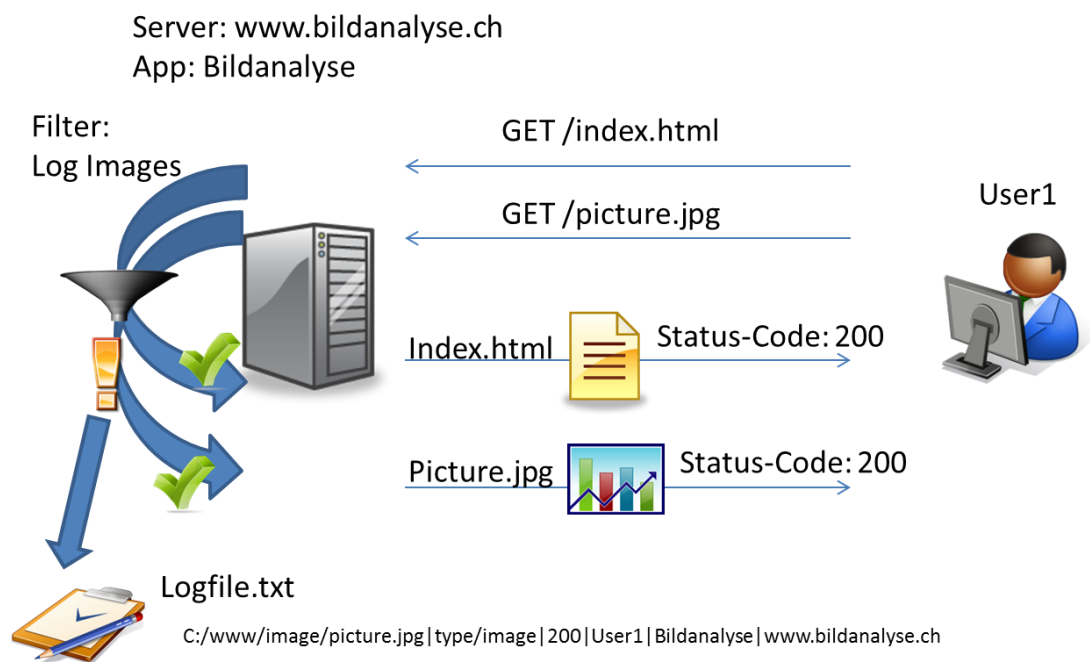 Server: www.bildanalyse.ch
App: Bildanalyse
Filter:
Log Images
GET /index.html
GET /picture.jpg
User1
Index.html
Status-Code: 200
Picture.jpg
Status-Code: 200
Logfile.txt
C:/www/image/picture.jpg|type/image|200|User1|Bildanalyse|www.bildanalyse.ch